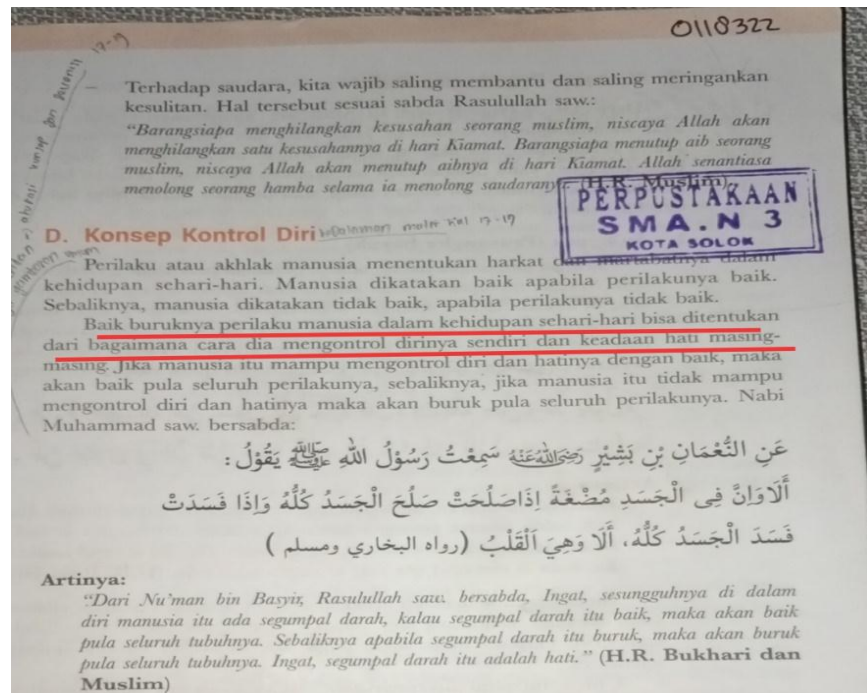 0118322
17-19
Terhadap saudara, kita wajib saling membantu dan saling meringankan
kesulitan. Hal tersebut sesuai sabda Rasulullah saw.:
“Barangsiapa menghilangkan kesusahan seorang muslim, niscaya Allah akan
menghilangkan satu kesusahannya di hari Kiamat. Barangsiapa menutup aib seorang
muslim, niscaya Allah akan menutup aibnya di hari Kiamat. Allah senantiasa
menolong seorang hamba selama ia menolong saudaranya. (H.R. Muslim)
PERPUSTAKAAN
SMA.N 3
KOTA SOLOK
D. Konsep Kontrol Diri
17-19
Perilaku atau akhlak manusia menentukan harkat dan martabatnya dalam
kehidupan sehari-hari. Manusia dikatakan baik apabila perilakunya baik.
Sebaliknya, manusia dikatakan tidak baik, apabila perilakunya tidak baik.
Baik buruknya perilaku manusia dalam kehidupan sehari-hari bisa ditentukan
dari bagaimana cara dia mengontrol dirinya sendiri dan keadaan hati masing-
masing. Jika manusia itu mampu mengontrol diri dan hatinya dengan baik, maka
akan baik pula seluruh perilakunya, sebaliknya, jika manusia itu tidak mampu
mengontrol diri dan hatinya maka akan buruk pula seluruh perilakunya. Nabi
Muhammad saw. bersabda:
عَنِ النُّعْمَانِ بْنِ بَشِيْرٍ رَضِيَ اللّٰهُ عَنْهُ سَمِعْتُ رَسُوْلَ اللّٰهِ ﷺ يَقُوْلُ :
أَلَاوَإِنَّ فِى الْجَسَدِ مُضْغَةً إِذَاصَلُحَتْ صَلُحَ الْجَسَدُ كُلُّهُ وَإِذَا فَسَدَتْ
فَسَدَ الْجَسَدُ كُلُّهُ، أَلَا وَهِيَ اَلْقَلْبُ (رواه البخاري ومسلم )
Artinya:
“Dari Nu’man bin Basyir, Rasulullah saw. bersabda, Ingat, sesungguhnya di dalam
diri manusia itu ada segumpal darah, kalau segumpal darah itu baik, maka akan baik
pula seluruh tubuhnya. Sebaliknya apabila segumpal darah itu buruk, maka akan buruk
pula seluruh tubuhnya. Ingat, segumpal darah itu adalah hati.” (H.R. Bukhari dan
Muslim)